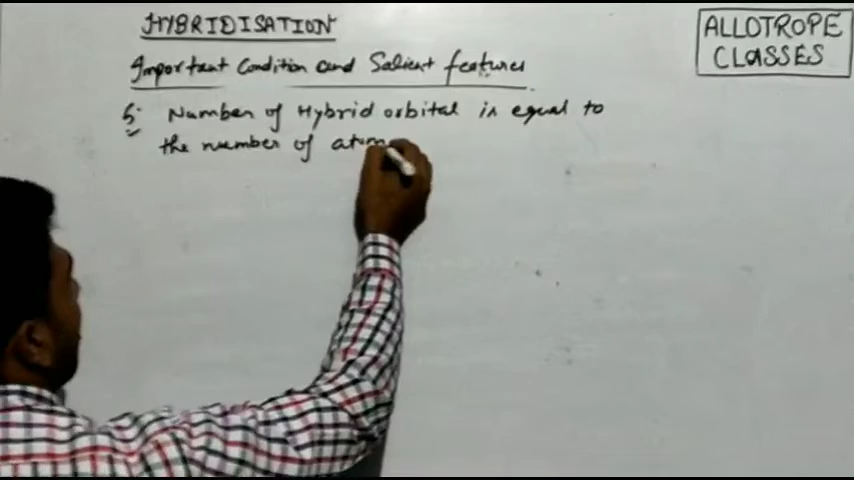 HYBRIDISATION
ALLOTROPE
CLASSES
Important Condition and Salient features
5. Number of Hybrid orbital is equal to
the number of atom